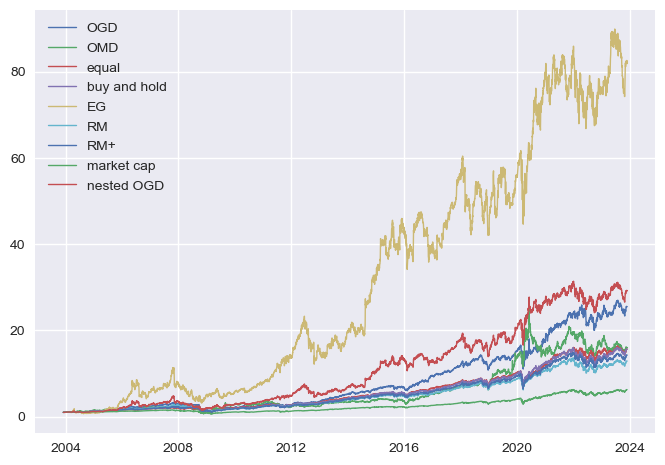 OGD
OMD
equal
buy and hold
EG
RM
RM+
market cap
nested OGD
80
60
40
20
0
2004 2008 2012 2016 2020 2024